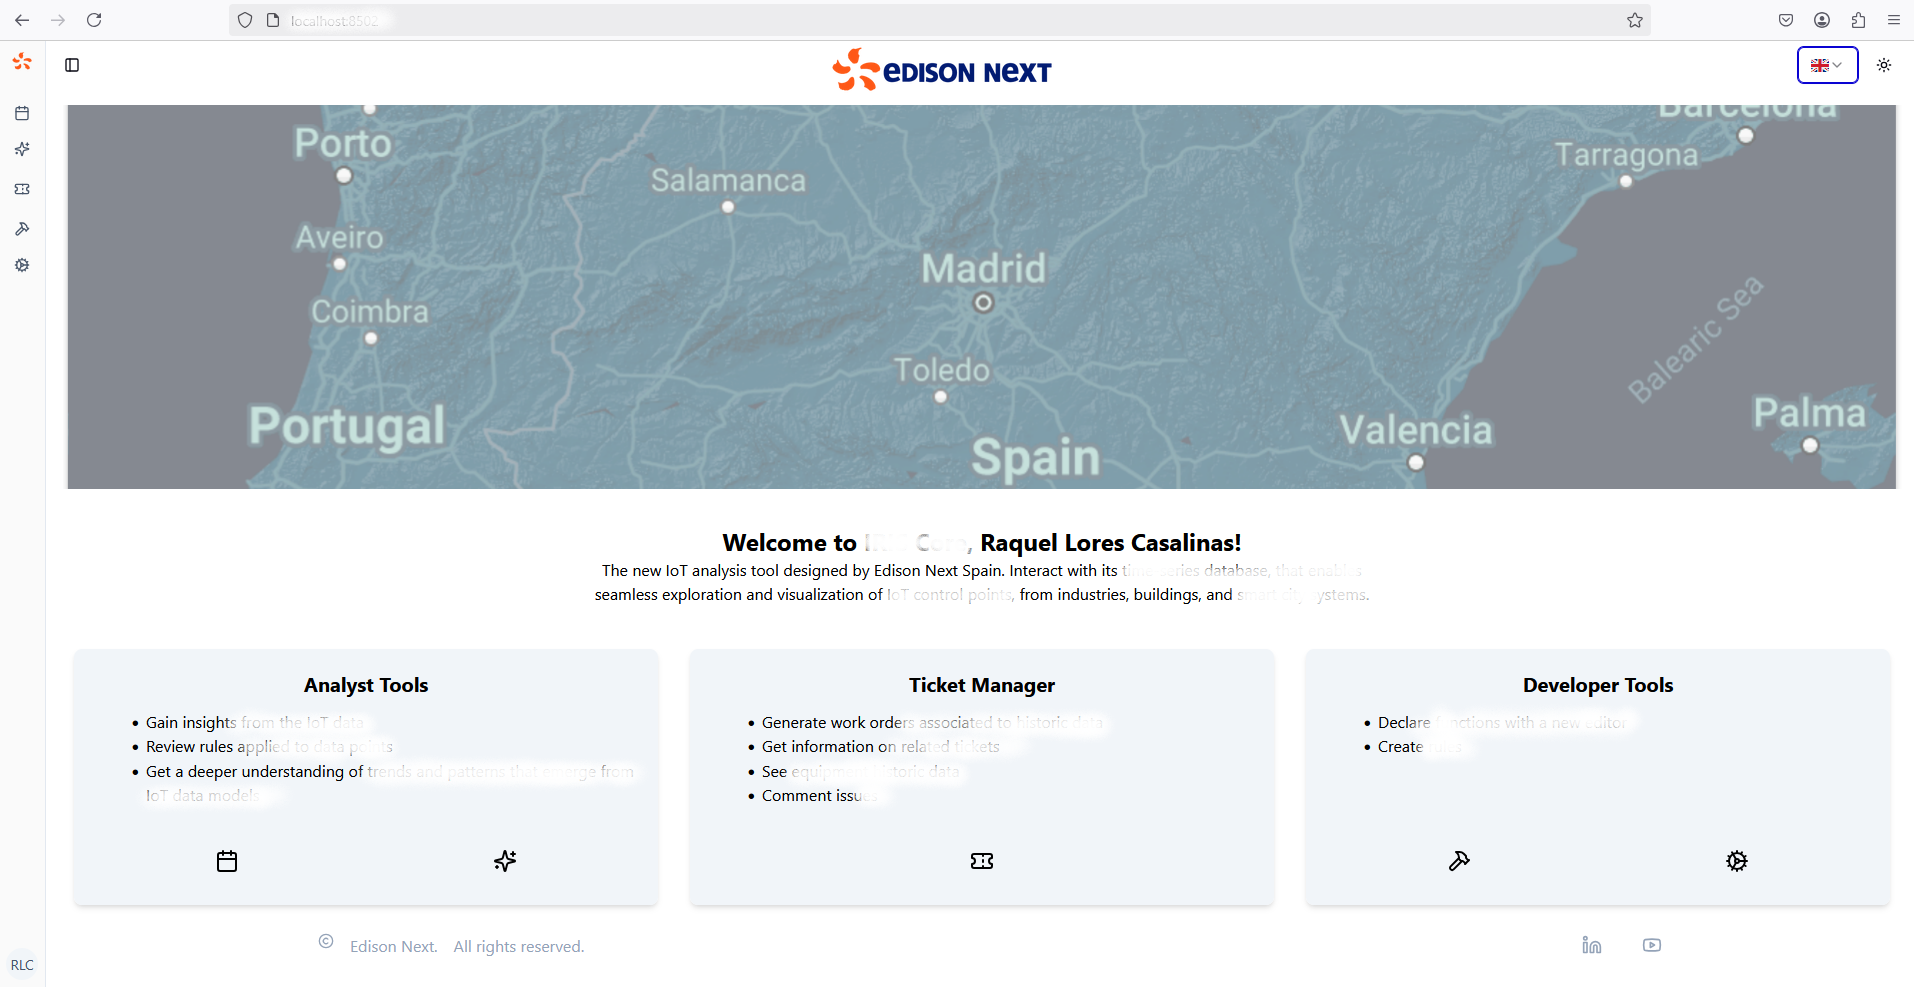 localhost:8502
eDISON NEXT
Barcelona
Porto
Tarragona
Salamanca
Aveiro
Madrid
Coimbra
Balearic Sea
Toledo
Portugal
Valencia
Palma
Spain
Welcome to Core, Raquel Lores Casalinas!
The new IoT analysis tool designed by Edison Next Spain. Interact with its time series database, that enables
seamless exploration and visualization of IoT control points, from industries, buildings, and smart city systems.
Analyst Tools
• Gain insights from the IoT data
• Review rules applied to data points
• Get a deeper understanding of trends and patterns that emerge from
IoT data models
Ticket Manager
• Generate work orders associated to historic data
• Get information on related tickets
• See equipment historic data
• Comment issues
Developer Tools
• Declare functions with a new editor
• Create rules
© Edison Next. All rights reserved.
RLC